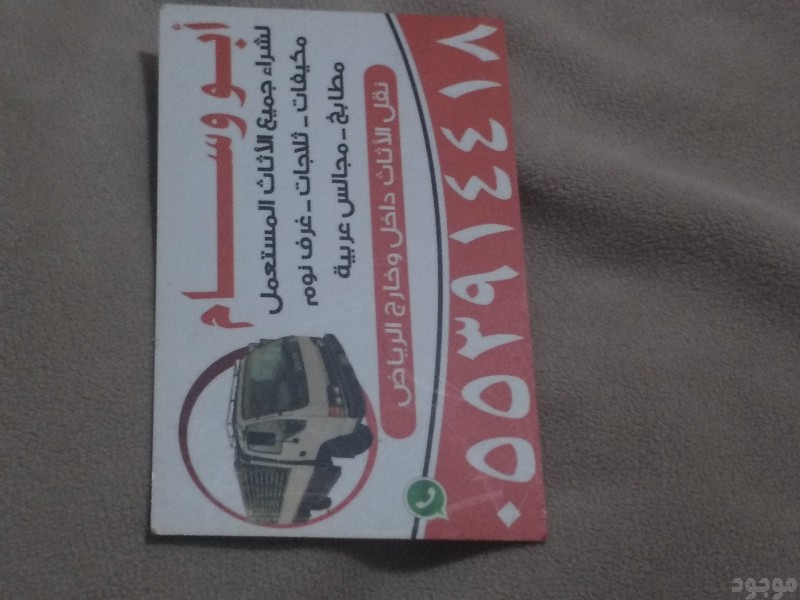 أبو وســـــام
لشراء جميع الأثاث المستعمل
مكيفات - ثلاجات - غرف نوم
مطابخ - مجالس عربية
نقل الأثاث داخل وخارج الرياض
٠٥٥٣٩١٤٤١٨
موجود